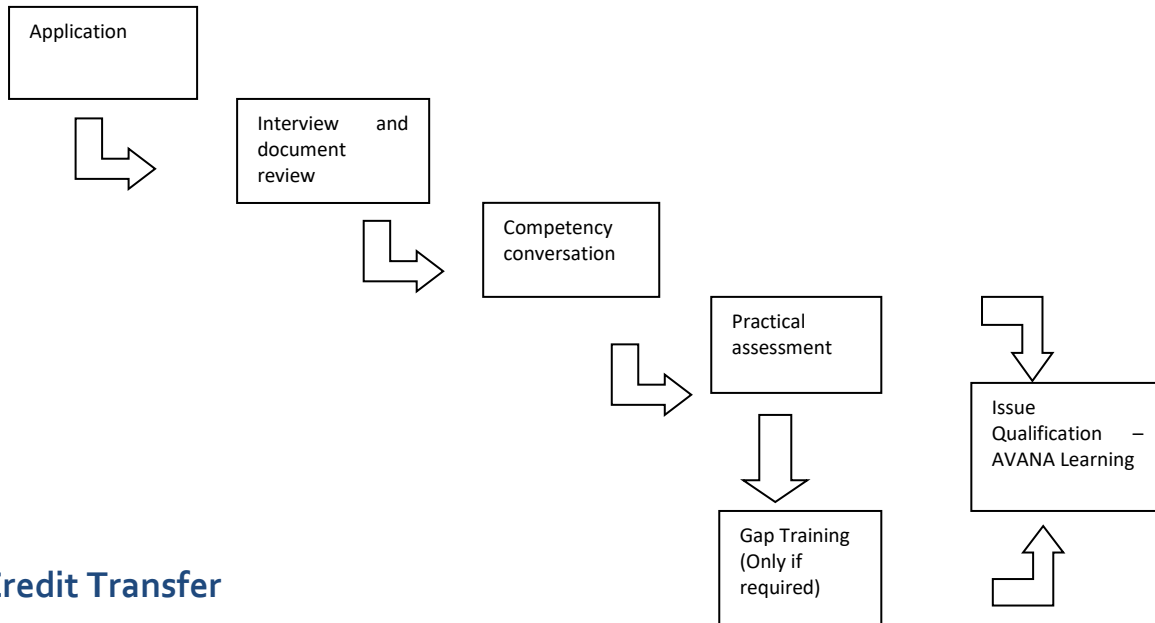 Application
Interview and
document
review
Competency
conversation
Practical
assessment
Issue
Qualification –
AVANA Learning
Gap Training
(Only if
required)
Credit Transfer